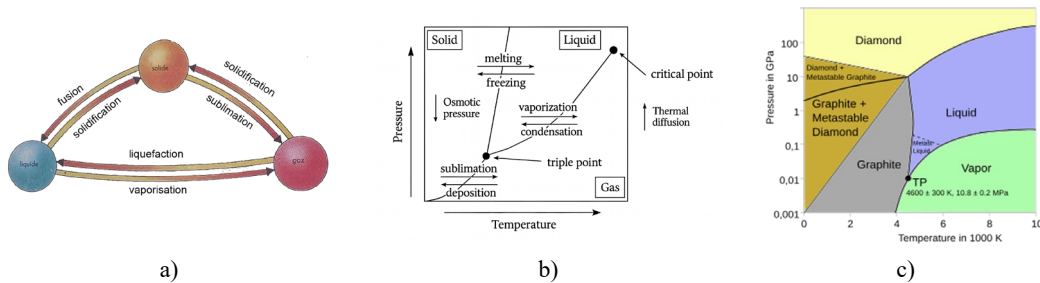 solide
fusion
solidification
solidification
sublimation
liquide
liquefaction
vaporisation
gaz
a)
Solid
Liquid
melting
freezing
critical point
Osmotic
pressure
vaporization
condensation
Thermal
diffusion
triple point
sublimation
deposition
Gas
Pressure
Temperature
b)
Pressure in GPa
100
10
1
0,1
0,01
0,001
Diamond
Diamond +
Metastable Graphite
Graphite +
Metastable
Diamond
Liquid
Metallic
Liquid
Graphite
Vapor
TP
4600 ± 300 K, 10.8 ± 0.2 MPa
0
2
4
6
8
10
Temperature in 1000 K
c)